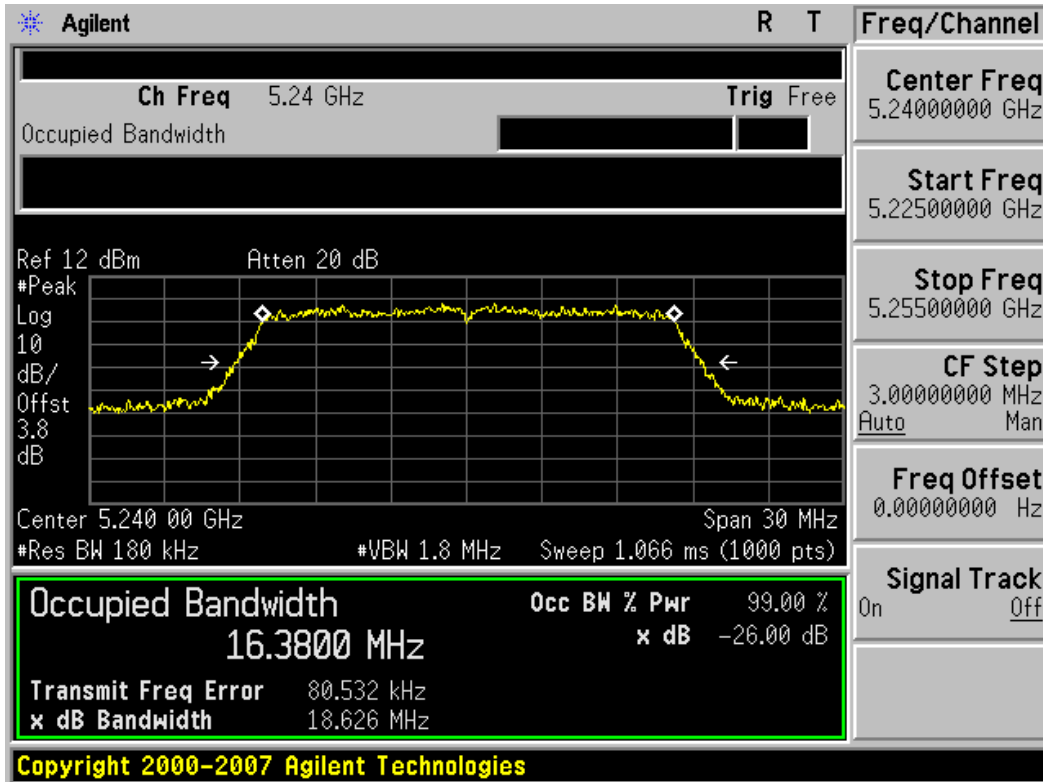 Agilent R T
Ch Freq 5.24 GHz Trig Free
Occupied Bandwidth
Ref 12 dBm Atten 20 dB
#Peak
Log
10
dB/
Offst
3.8
dB
Center 5.240 00 GHz Span 30 MHz
#Res BW 180 kHz #VBW 1.8 MHz Sweep 1.066 ms (1000 pts)
Occupied Bandwidth Occ BW % Pwr 99.00 %
16.3800 MHz x dB -26.00 dB
Transmit Freq Error 80.532 kHz
x dB Bandwidth 18.626 MHz
Copyright 2000-2007 Agilent Technologies
Freq/Channel
Center Freq
5.24000000 GHz
Start Freq
5.22500000 GHz
Stop Freq
5.25500000 GHz
CF Step
3.00000000 MHz
Auto Man
Freq Offset
0.00000000 Hz
Signal Track
On Off